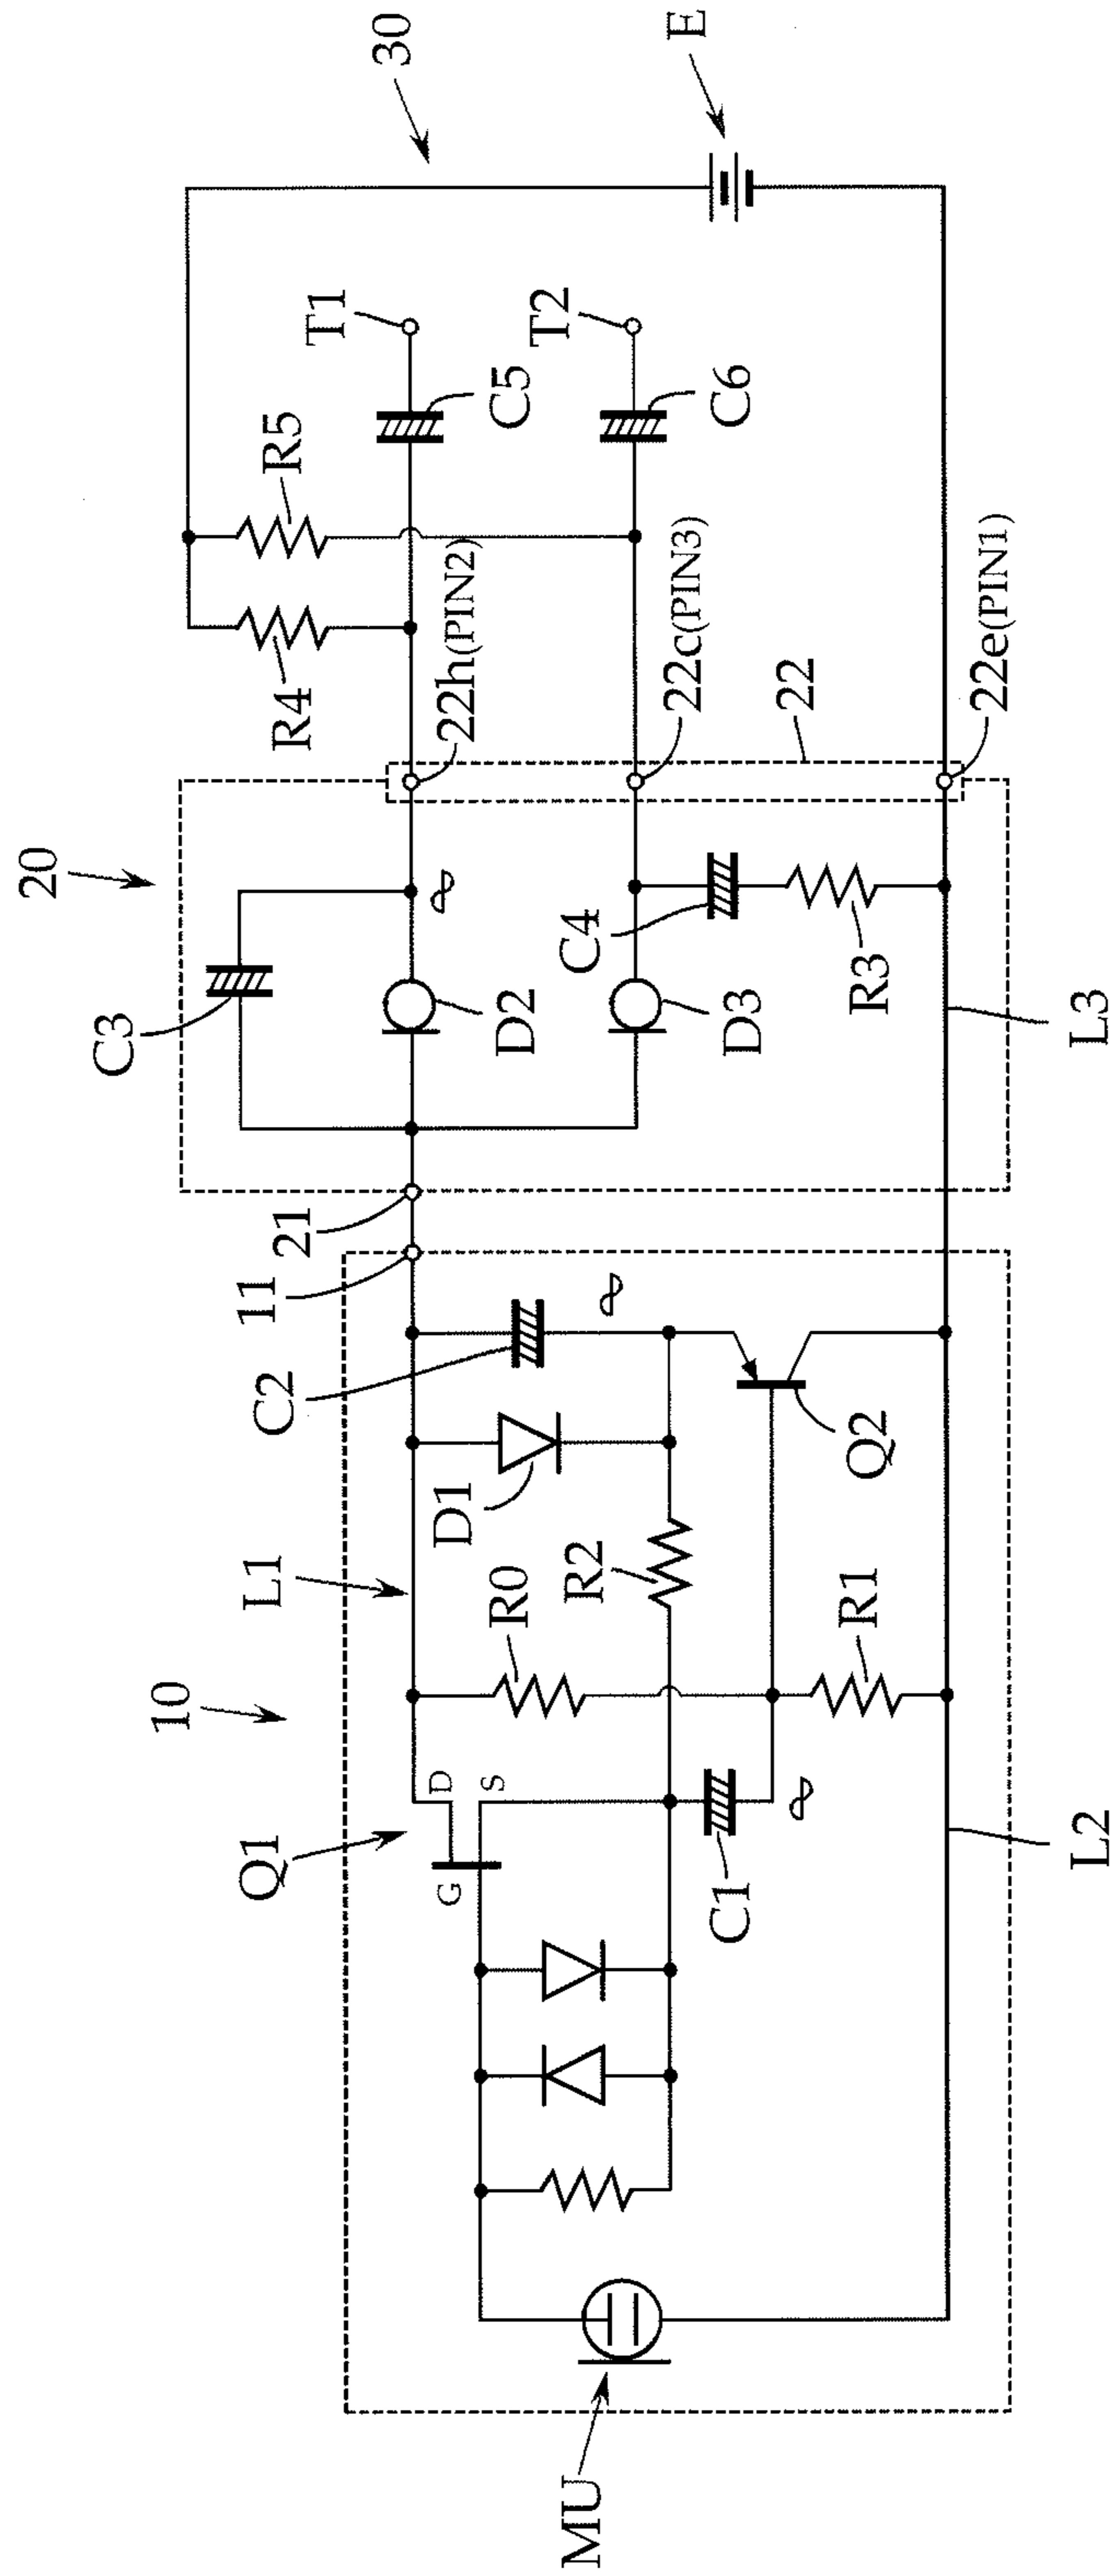 10
20
30
E
L1
11
21
C3
R4
R5
T1
Q1
D
S
G
R0
D1
C2
D2
22h(PIN2)
C5
T2
R2
C4
D3
22c(PIN3)
C6
MU
C1
R1
Q2
R3
22
22e(PIN1)
L2
L3